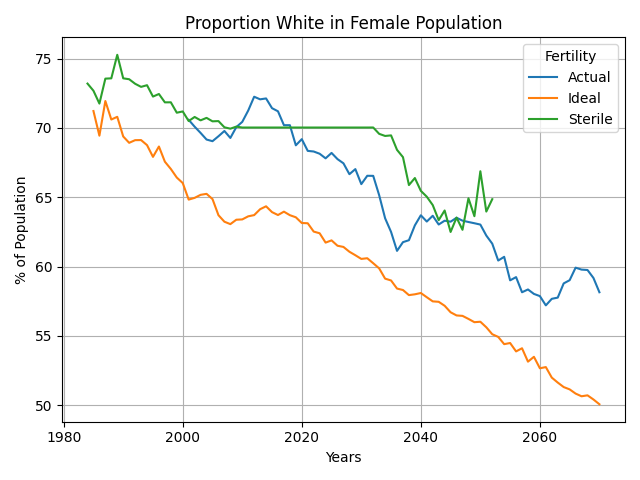 Proportion White in Female Population
Fertility
Actual
Ideal
Sterile
% of Population
75
70
65
60
55
50
1980
2000
2020
2040
2060
Years